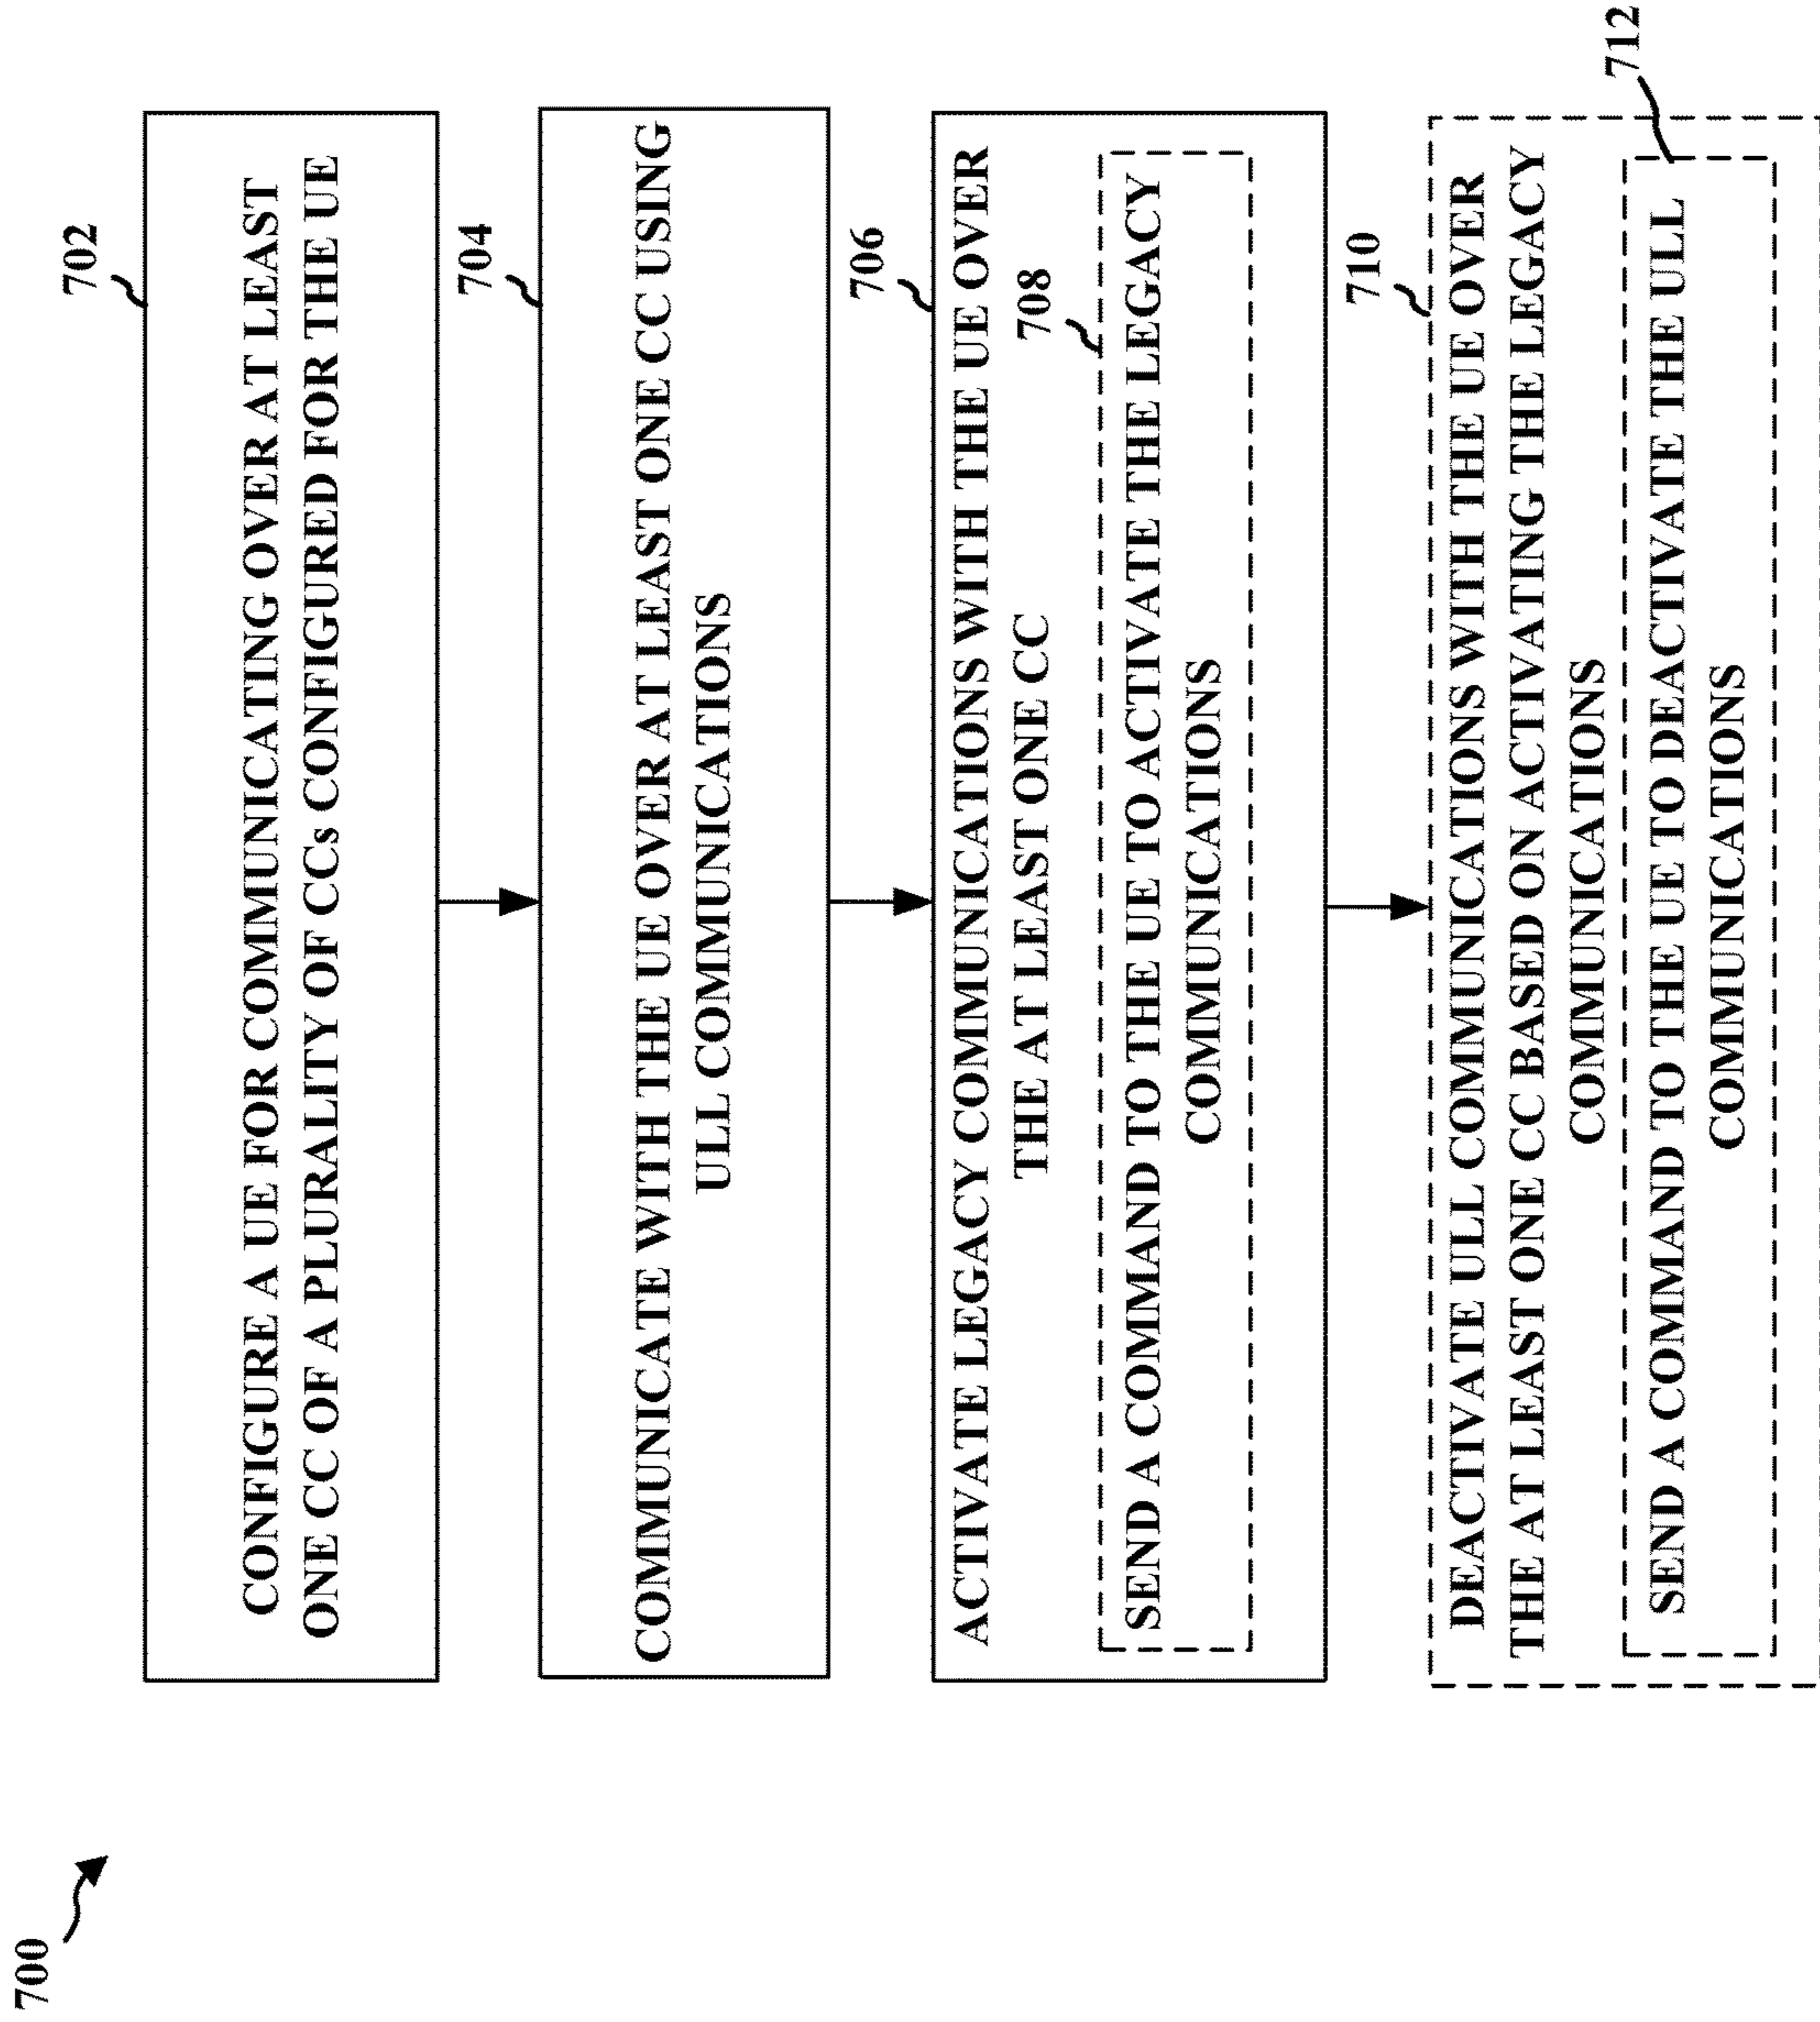 700
702
CONFIGURE A UE FOR COMMUNICATING OVER AT LEAST
ONE CC OF A PLURALITY OF CCs CONFIGURED FOR THE UE
704
COMMUNICATE WITH THE UE OVER AT LEAST ONE CC USING
ULL COMMUNICATIONS
706
ACTIVATE LEGACY COMMUNICATIONS WITH THE UE OVER
THE AT LEAST ONE CC
708
SEND A COMMAND TO THE UE TO ACTIVATE THE LEGACY
COMMUNICATIONS
710
DEACTIVATE ULL COMMUNICATIONS WITH THE UE OVER
THE AT LEAST ONE CC BASED ON ACTIVATING THE LEGACY
COMMUNICATIONS
712
SEND A COMMAND TO THE UE TO DEACTIVATE THE ULL
COMMUNICATIONS